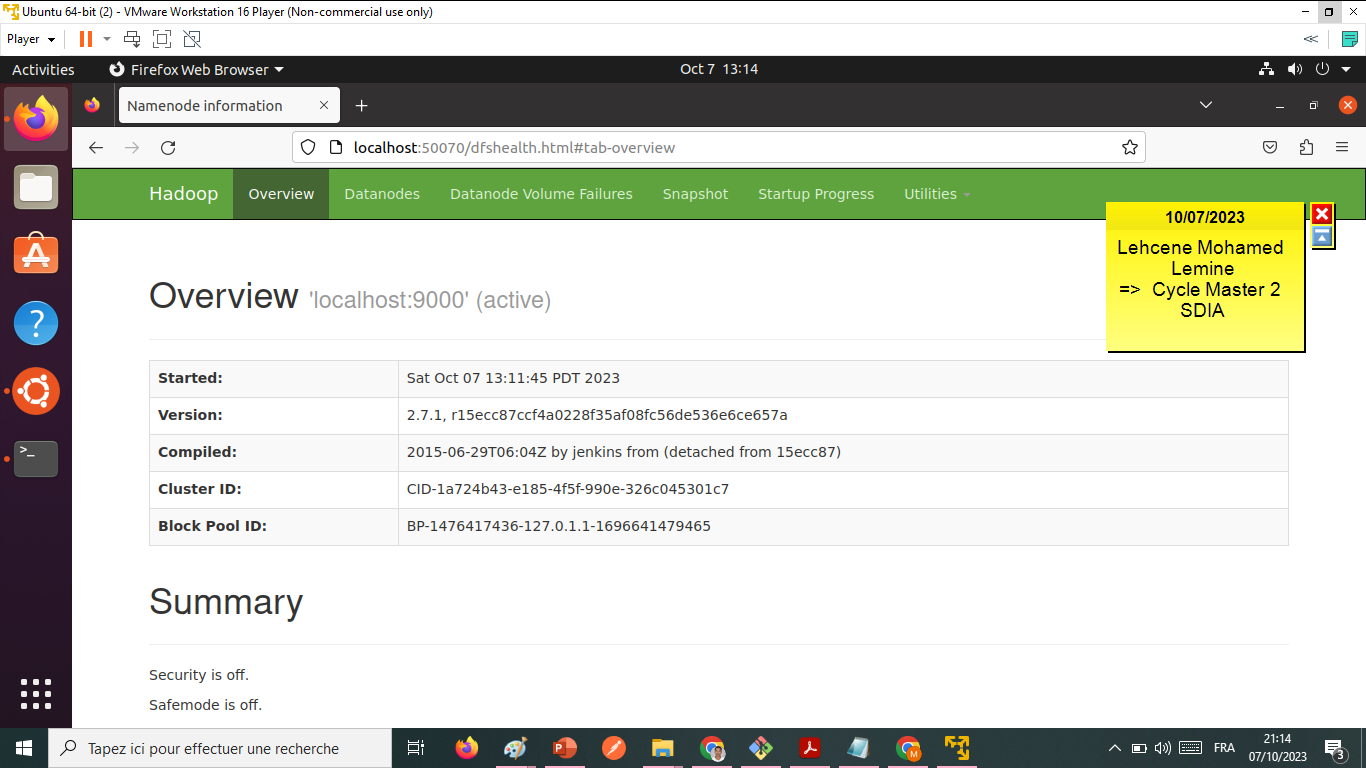 Ubuntu 64-bit (2) - VMware Workstation 16 Player (Non-commercial use only)
Player
Activities Firefox Web Browser Oct 7 13:14
Namenode information
localhost:50070/dfshealth.html#tab-overview
Hadoop Overview Datanodes Datanode Volume Failures Snapshot Startup Progress Utilities
10/07/2023
Lehcene Mohamed
Lemine
=> Cycle Master 2
SDIA
Overview 'localhost:9000' (active)
Started: Sat Oct 07 13:11:45 PDT 2023
Version: 2.7.1, r15ecc87ccf4a0228f35af08fc56de536e6ce657a
Compiled: 2015-06-29T06:04Z by jenkins from (detached from 15ecc87)
Cluster ID: CID-1a724b43-e185-4f5f-990e-326c045301c7
Block Pool ID: BP-1476417436-127.0.1.1-1696641479465
Summary
Security is off.
Safemode is off.
Tapez ici pour effectuer une recherche
FRA
21:14
07/10/2023
3